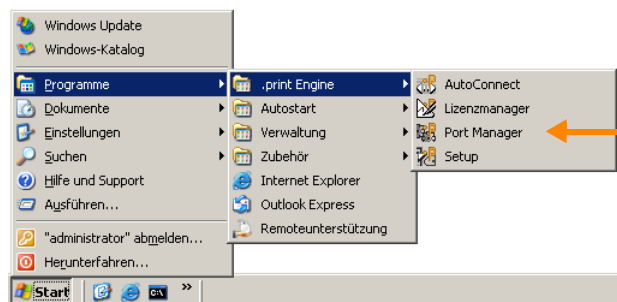 Windows Update
Windows-Katalog
Programme
Dokumente
Einstellungen
Suchen
Hilfe und Support
Ausführen...
"administrator" abmelden...
Herunterfahren...
.print Engine
Autostart
Verwaltung
Zubehör
Internet Explorer
Outlook Express
Remoteunterstützung
AutoConnect
Lizenzmanager
Port Manager
Setup
Start